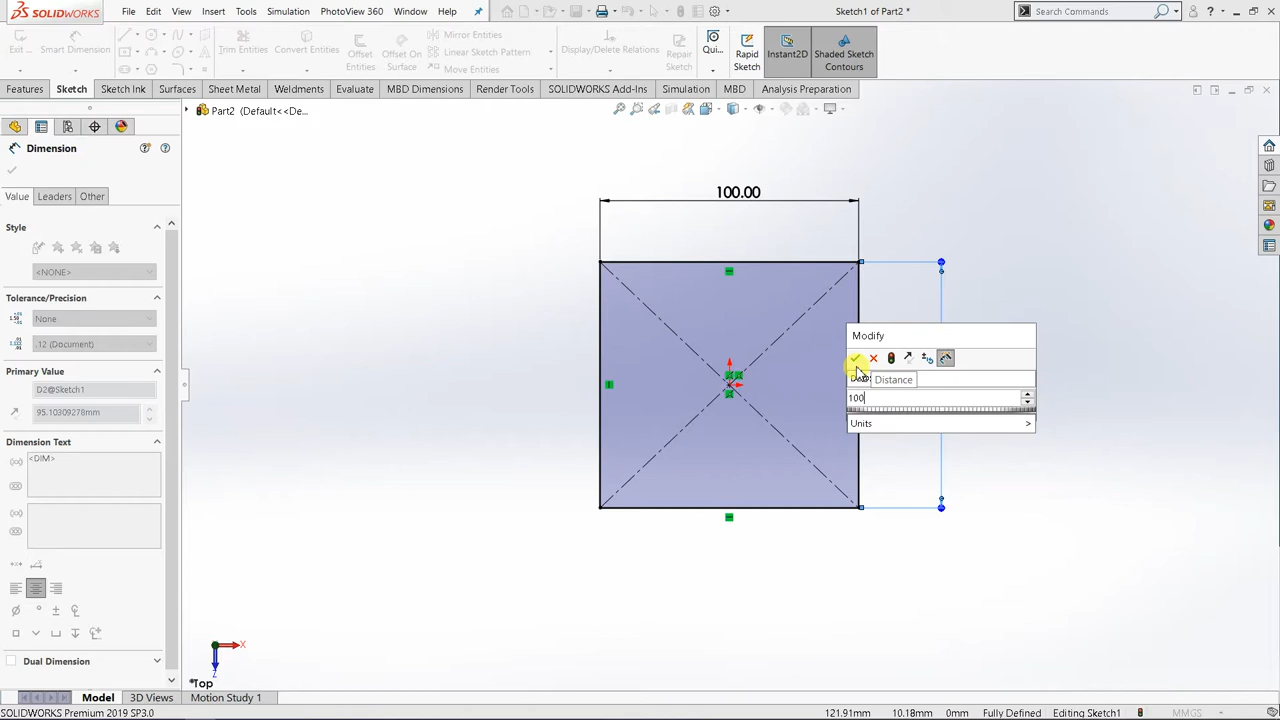 SOLIDWORKS File Edit View Insert Tools Simulation PhotoView 360 Window Help Sketch1 of Part2 * Search Commands
Exit ... Smart Dimension Trim Entities Convert Entities Offset Entities Offset On Surface Mirror Entities Linear Sketch Pattern Move Entities Display/Delete Relations Repair Sketch Qui... Rapid Sketch Instant2D Shaded Sketch Contours
Features Sketch Sketch Ink Surfaces Sheet Metal Weldments Evaluate MBD Dimensions Render Tools SOLIDWORKS Add-Ins Simulation MBD Analysis Preparation
Part2 (Default<<De...
Dimension
Value Leaders Other
Style
<NONE>
Tolerance/Precision
1.50 None
.12 (Document)
Primary Value
D2@Sketch1
95.10309278mm
Dimension Text
<DIM>
Dual Dimension
100.00
Modify
Distance
100
Units >
X
Z
*Top
Model 3D Views Motion Study 1
SOLIDWORKS Premium 2019 SP3.0 121.91mm 10.18mm 0mm Fully Defined Editing Sketch1 MMGS